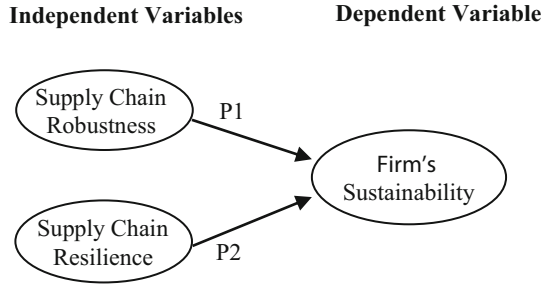 Independent Variables
Dependent Variable
Supply Chain
Robustness
P1
Firm's
Sustainability
Supply Chain
Resilience
P2